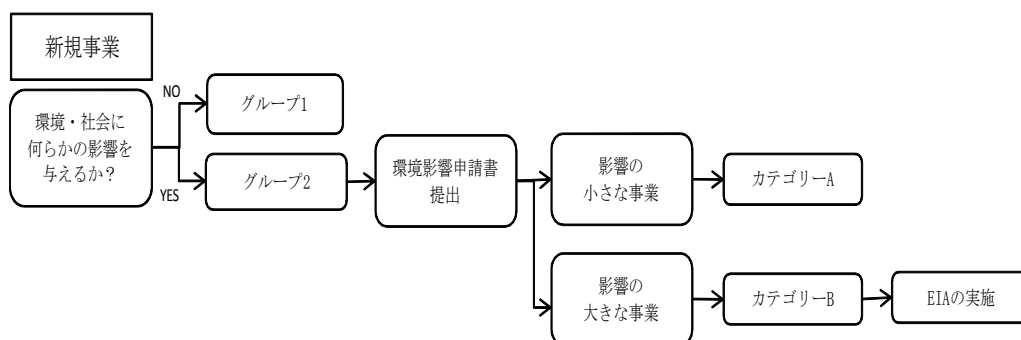 新規事業
環境・社会に
何らかの影響を
与えるか？
NO
グループ1
YES
グループ2
環境影響申請書
提出
影響の
小さな事業
カテゴリーA
影響の
大きな事業
カテゴリーB
EIAの実施